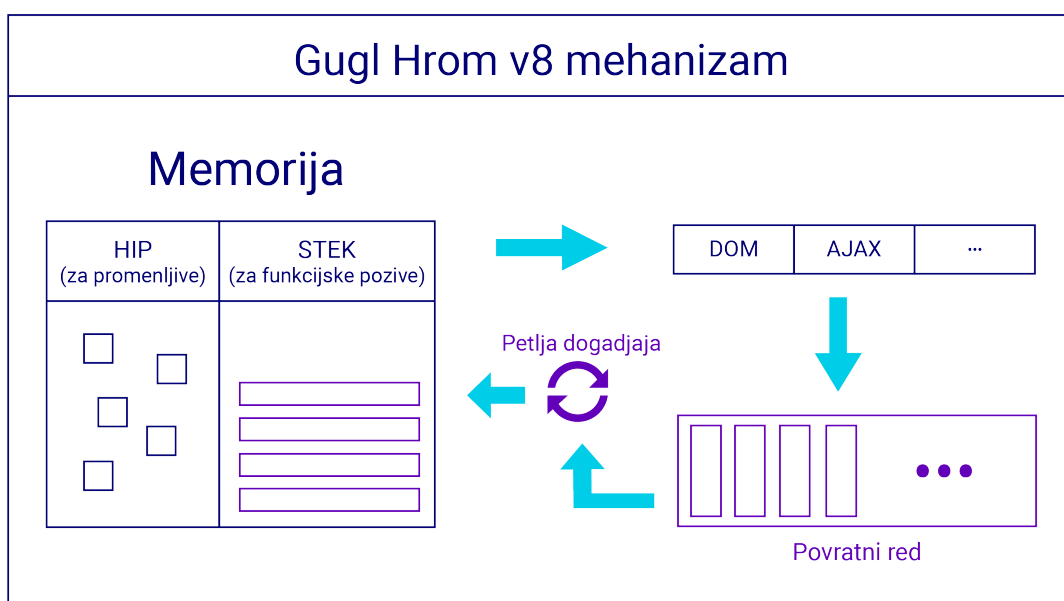 Gugl Hrom v8 mehanizam
Memorija
HIP
(za promenljive)
STEK
(za funkcijske pozive)
DOM
AJAX
...
Petlja dogadjaja
Povratni red